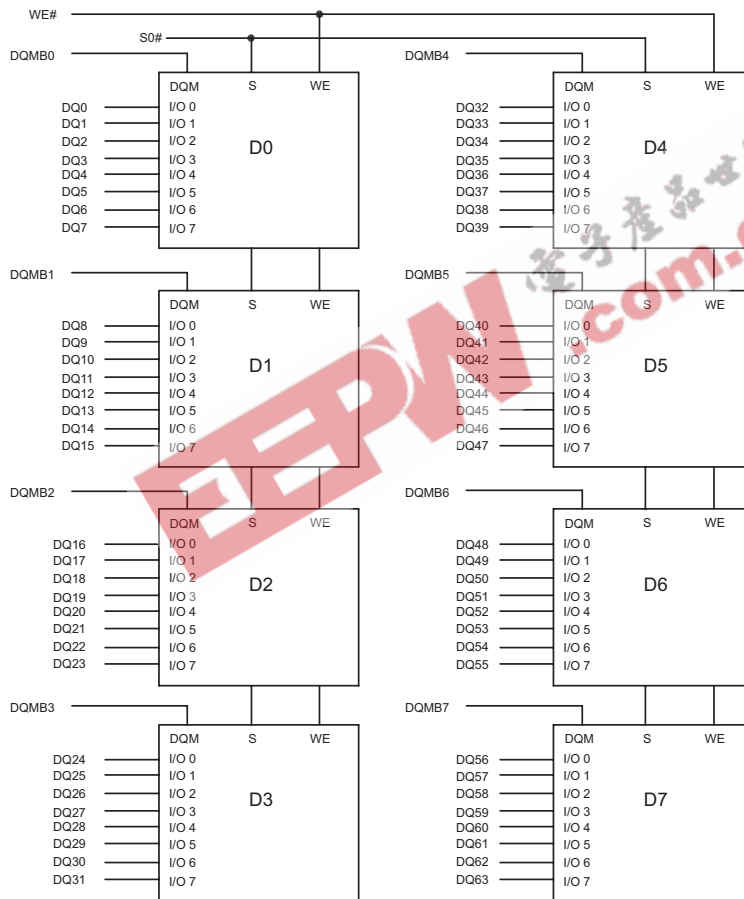 WE#
S0#
DQMB0
DQM S WE
DQ0 I/O 0
DQ1 I/O 1
DQ2 I/O 2
DQ3 I/O 3
DQ4 I/O 4
DQ5 I/O 5
DQ6 I/O 6
DQ7 I/O 7
D0
DQMB1
DQM S WE
DQ8 I/O 0
DQ9 I/O 1
DQ10 I/O 2
DQ11 I/O 3
DQ12 I/O 4
DQ13 I/O 5
DQ14 I/O 6
DQ15 I/O 7
D1
DQMB2
DQM S WE
DQ16 I/O 0
DQ17 I/O 1
DQ18 I/O 2
DQ19 I/O 3
DQ20 I/O 4
DQ21 I/O 5
DQ22 I/O 6
DQ23 I/O 7
D2
DQMB3
DQM S WE
DQ24 I/O 0
DQ25 I/O 1
DQ26 I/O 2
DQ27 I/O 3
DQ28 I/O 4
DQ29 I/O 5
DQ30 I/O 6
DQ31 I/O 7
D3
DQMB4
DQM S WE
DQ32 I/O 0
DQ33 I/O 1
DQ34 I/O 2
DQ35 I/O 3
DQ36 I/O 4
DQ37 I/O 5
DQ38 I/O 6
DQ39 I/O 7
D4
DQMB5
DQM S WE
DQ40 I/O 0
DQ41 I/O 1
DQ42 I/O 2
DQ43 I/O 3
DQ44 I/O 4
DQ45 I/O 5
DQ46 I/O 6
DQ47 I/O 7
D5
DQMB6
DQM S WE
DQ48 I/O 0
DQ49 I/O 1
DQ50 I/O 2
DQ51 I/O 3
DQ52 I/O 4
DQ53 I/O 5
DQ54 I/O 6
DQ55 I/O 7
D6
DQMB7
DQM S WE
DQ56 I/O 0
DQ57 I/O 1
DQ58 I/O 2
DQ59 I/O 3
DQ60 I/O 4
DQ61 I/O 5
DQ62 I/O 6
DQ63 I/O 7
D7
EEPW
.com.
電子產品世